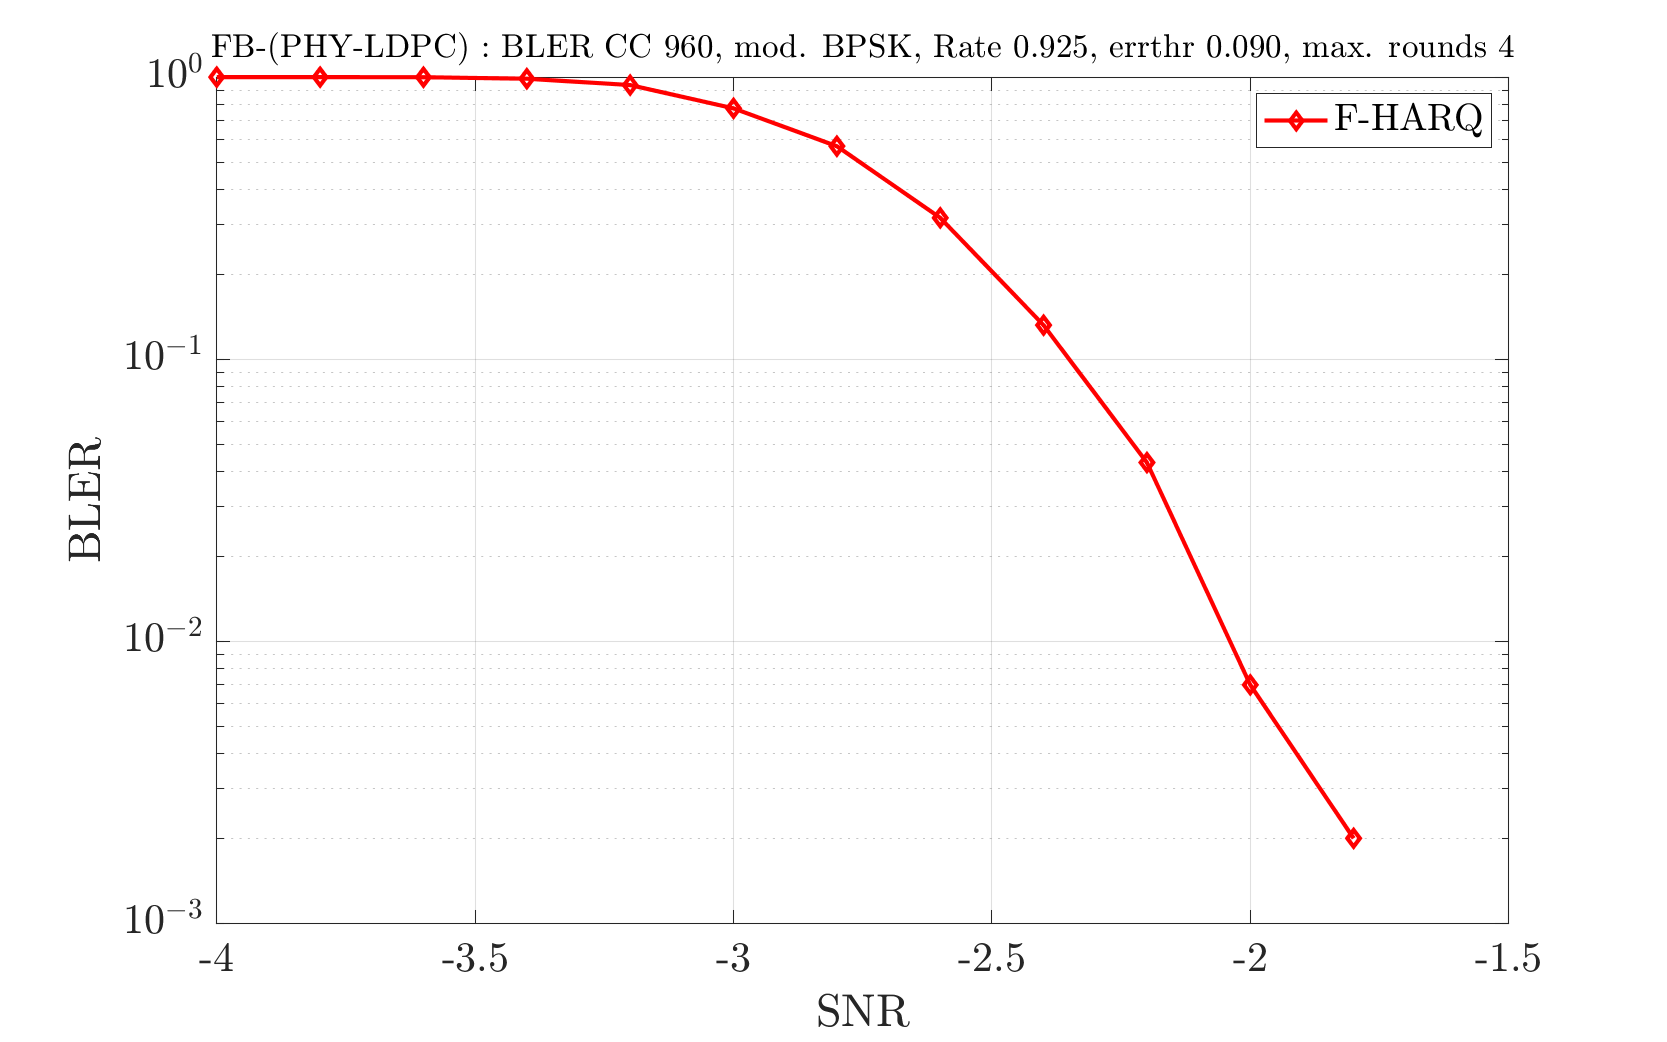 FB-(PHY-LDPC) : BLER CC 960, mod. BPSK, Rate 0.925, errthr 0.090, max. rounds 4
10^0
F-HARQ
10^{-1}
BLER
10^{-2}
10^{-3}
-4 -3.5 -3 -2.5 -2 -1.5
SNR